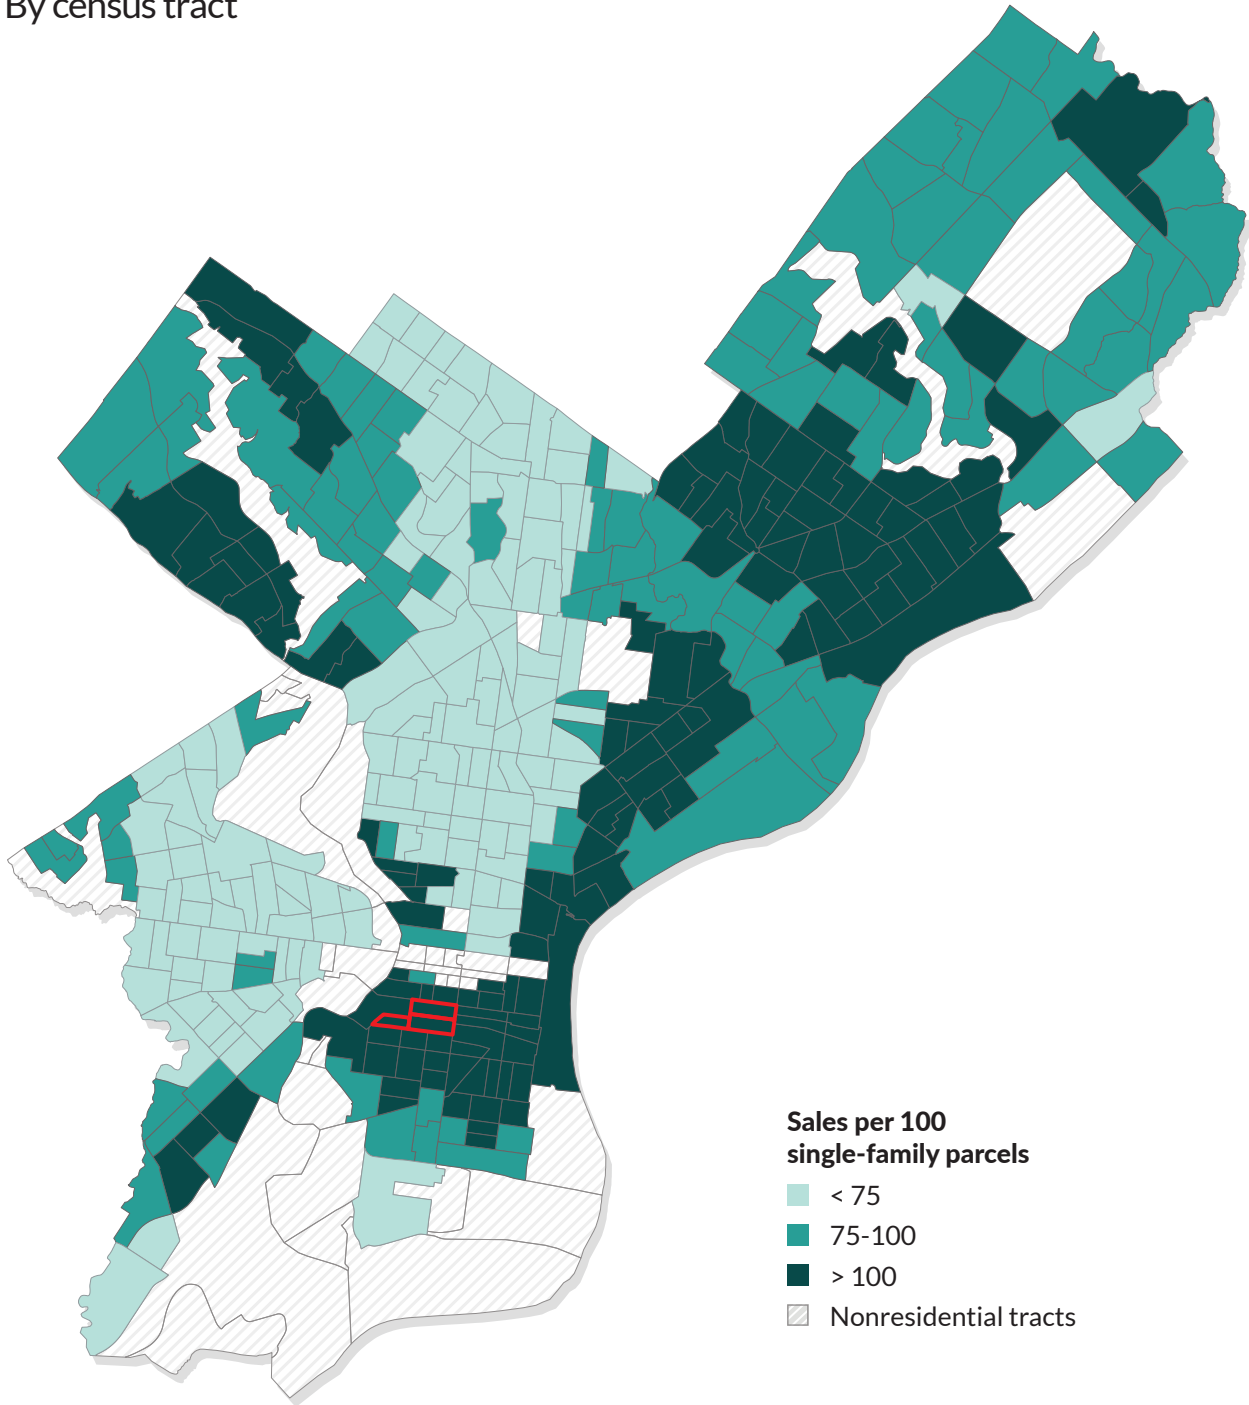 By census tract
Sales per 100
single-family parcels
< 75
75-100
> 100
Nonresidential tracts